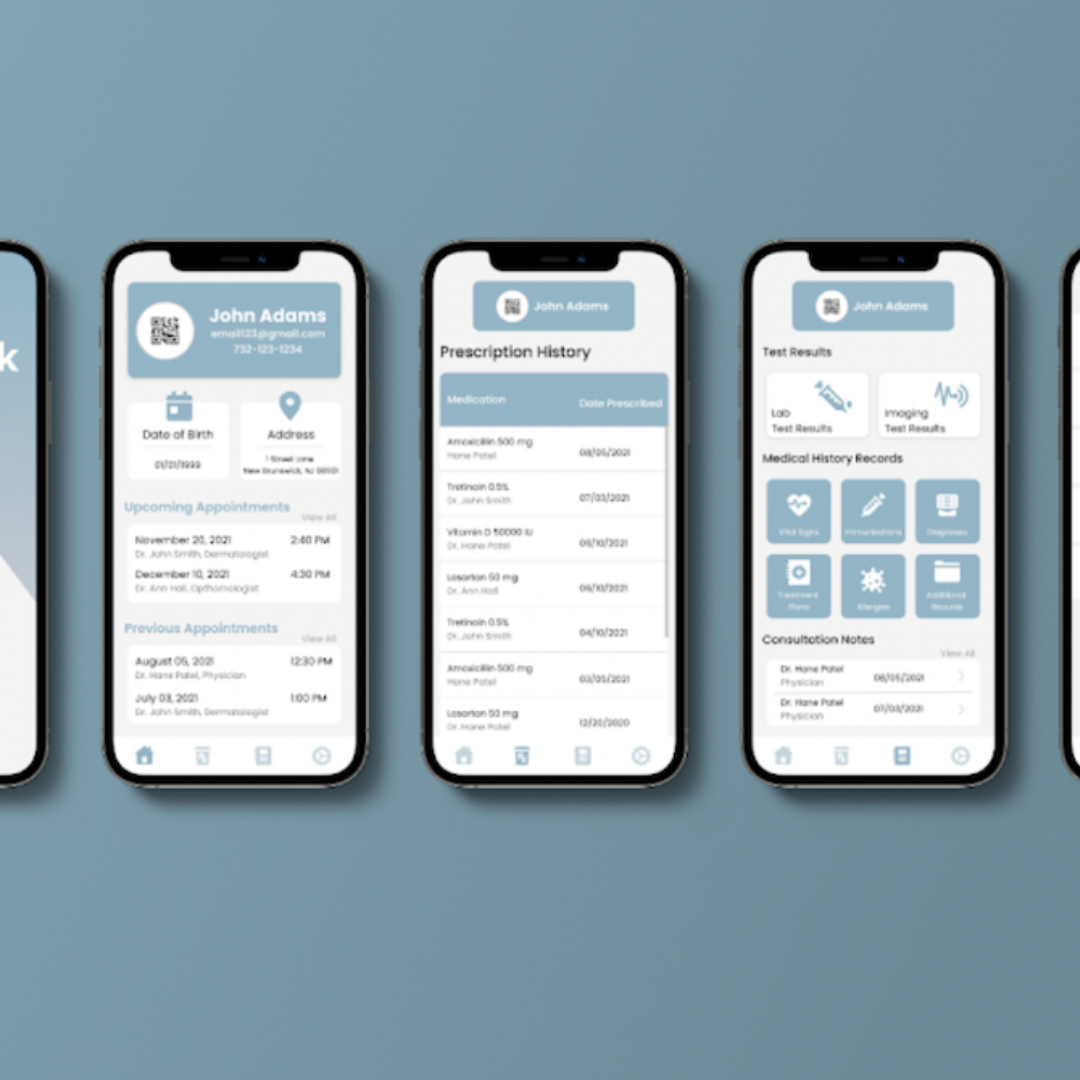 k
John Adams
email123@gmail.com
732-123-1234
Date of Birth
01/01/1999
Address
1 Street Lane
New Brunswick, NJ
Upcoming Appointments
View All
November 20, 2021
2:40 PM
Dr. John Smith, Dermatologist
December 10, 2021
4:30 PM
Dr. Ann Hall, Opthomologist
Previous Appointments
View All
August 05, 2021
12:30 PM
Dr. Hane Patel, Physician
July 03, 2021
1:00 PM
Dr. John Smith, Dermatologist
John Adams
Prescription History
Medication
Date Prescribed
Amoxicillin 500 mg
Hane Patel
08/05/2021
Tretinoin 0.5%
Dr. John Smith
07/03/2021
Vitamin D 50000 IU
Dr. Hane Patel
06/10/2021
Losartan 50 mg
Dr. Ann Hall
06/10/2021
Tretinoin 0.5%
Dr. John Smith
04/10/2021
Amoxicillin 500 mg
Hane Patel
03/05/2021
Losartan 50 mg
Dr. Hane Patel
12/20/2020
John Adams
Test Results
Lab
Test Results
Imaging
Test Results
Medical History Records
Vital Signs
Immunizations
Diagnoses
Treatment
Plans
Allergies
Additional
Records
Consultation Notes
View All
Dr. Hane Patel
Physician
08/05/2021
Dr. Hane Patel
Physician
07/03/2021